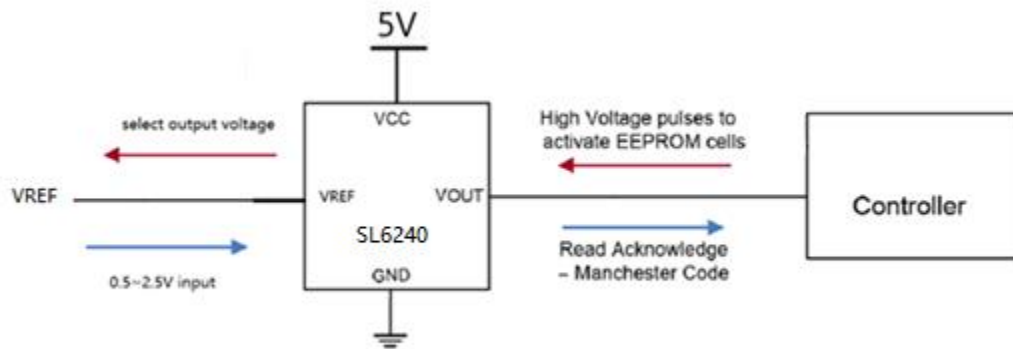 5V
VCC
select output voltage
High Voltage pulses to
activate EEPROM cells
VREF
VREF
VOUT
Controller
SL6240
0.5~2.5V input
GND
Read Acknowledge
– Manchester Code